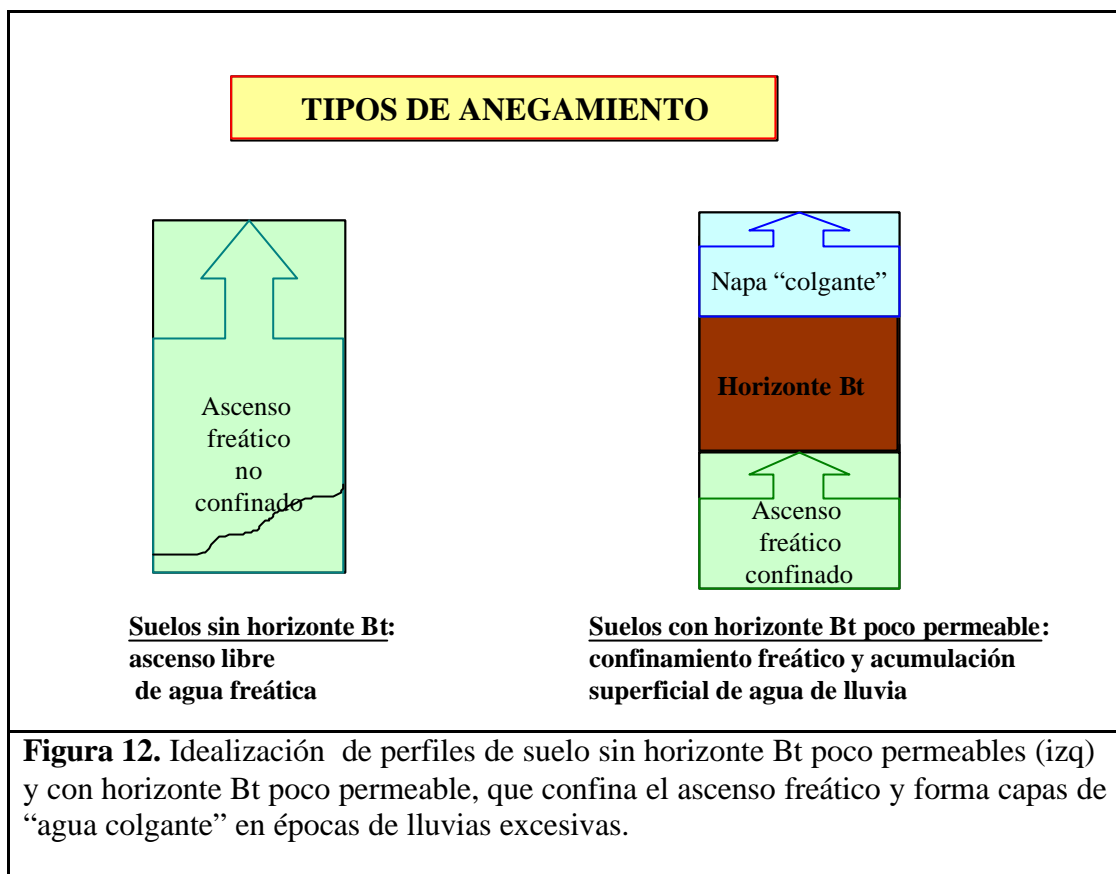 TIPOS DE ANEGAMIENTO
Ascenso
freático
no
confinado
Napa “colgante”
Horizonte Bt
Ascenso
freático
confinado
Suelos sin horizonte Bt:
ascenso libre
de agua freática
Suelos con horizonte Bt poco permeable:
confinamiento freático y acumulación
superficial de agua de lluvia
Figura 12. Idealización de perfiles de suelo sin horizonte Bt poco permeables (izq)
y con horizonte Bt poco permeable, que confina el ascenso freático y forma capas de
“agua colgante” en épocas de lluvias excesivas.